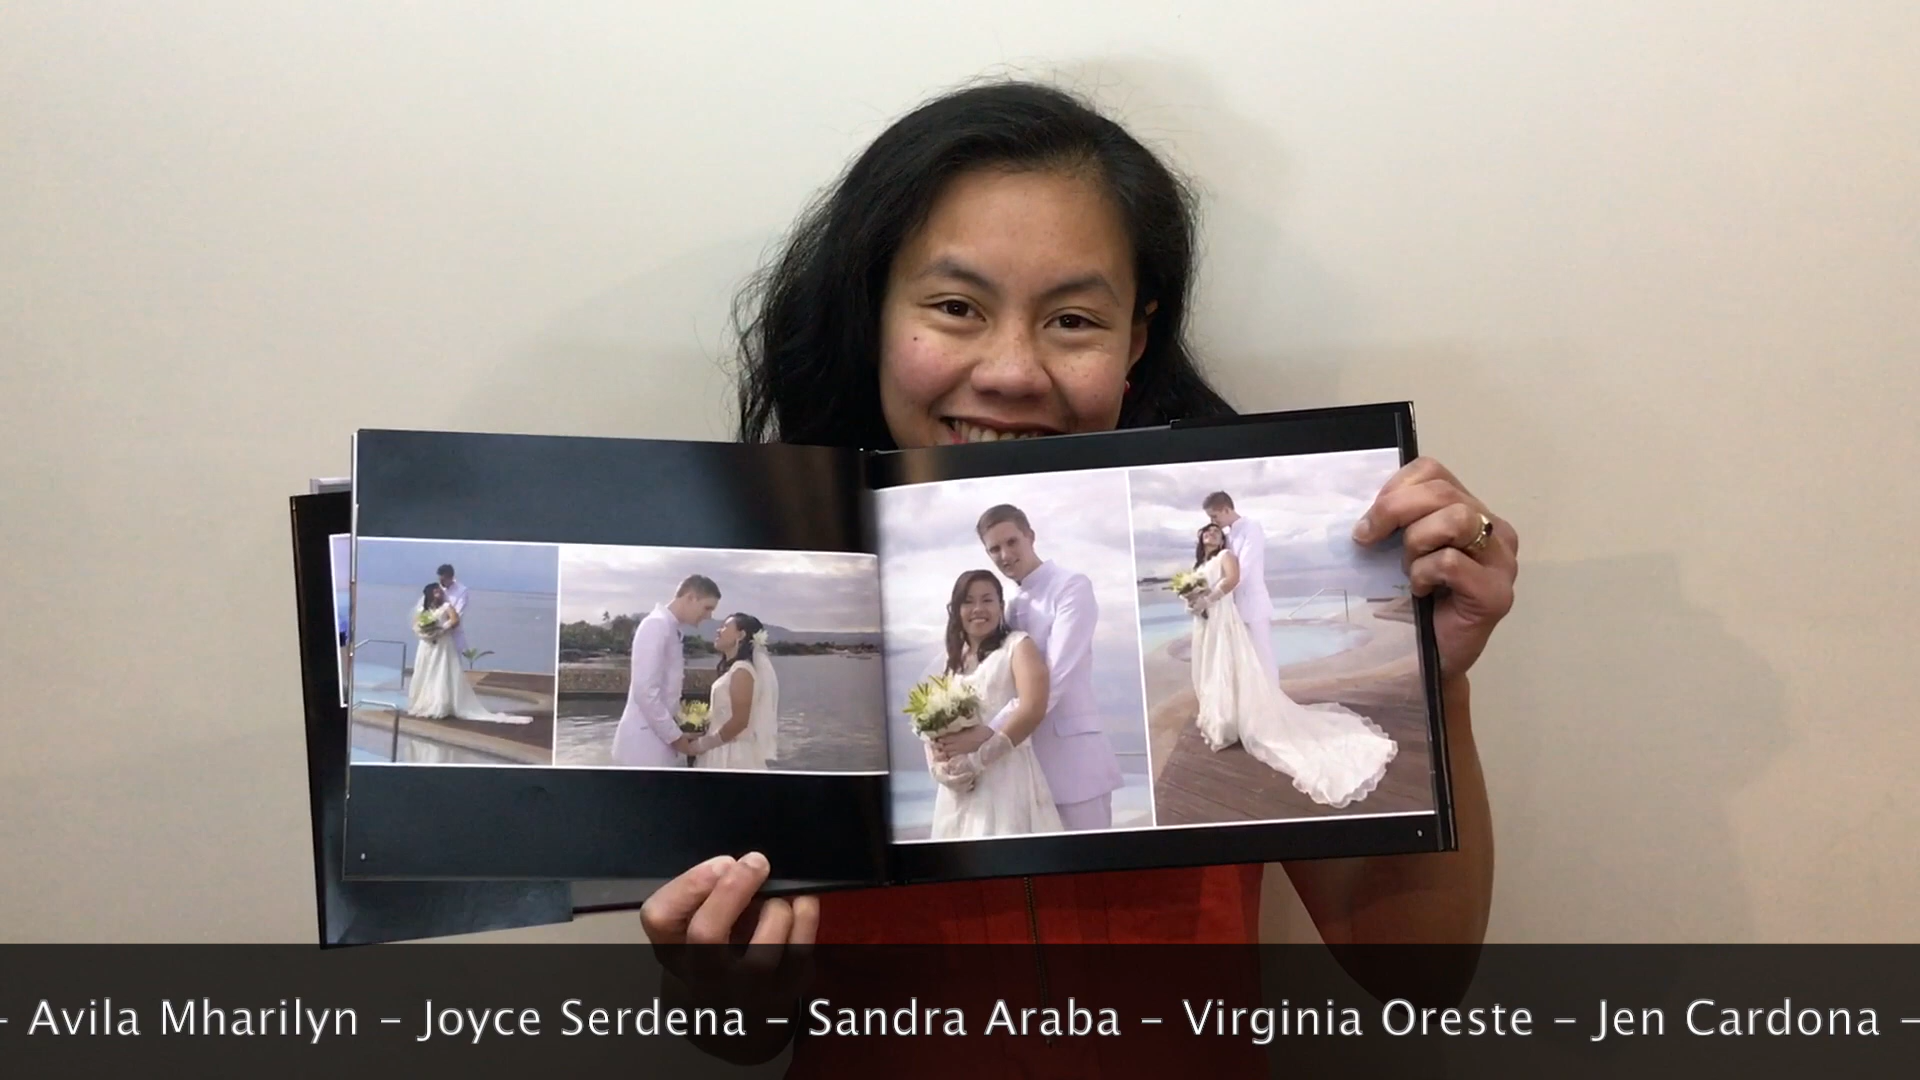 - Avila Mharilyn - Joyce Serdena - Sandra Araba - Virginia Oreste - Jen Cardona -